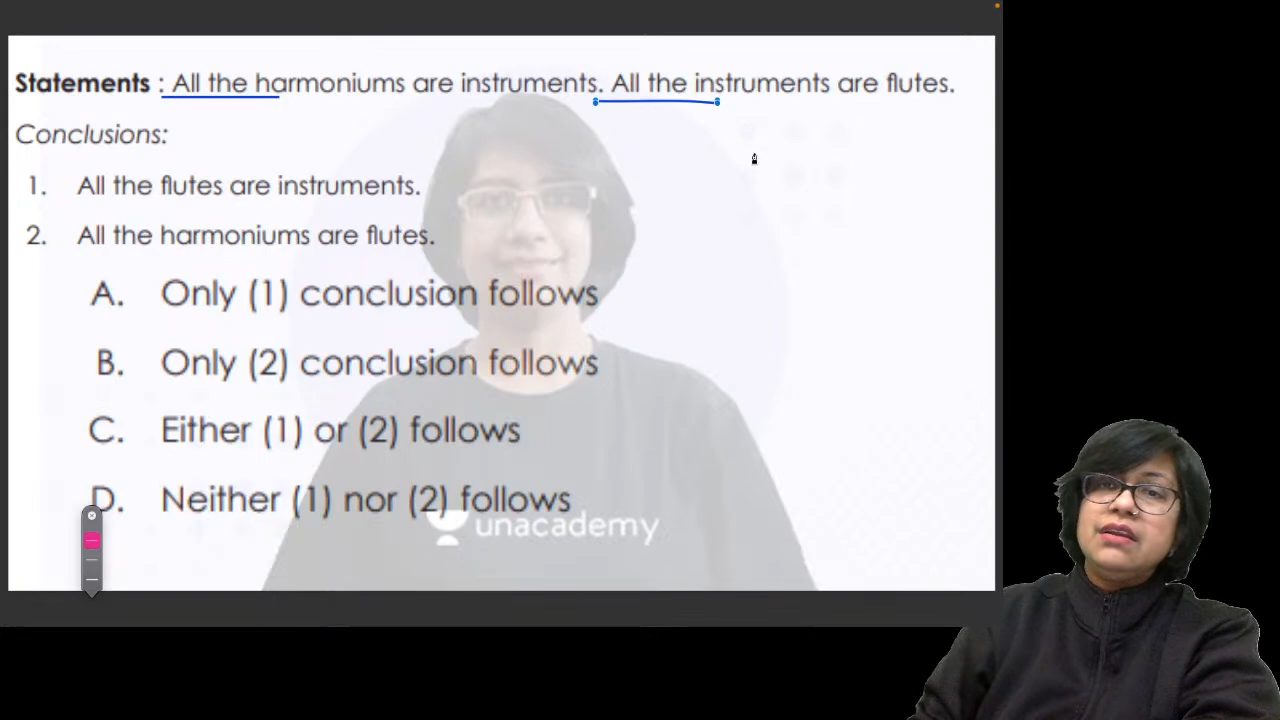 Statements : All the harmoniums are instruments. All the instruments are flutes.
Conclusions:
1. All the flutes are instruments.
2. All the harmoniums are flutes.
A. Only (1) conclusion follows
B. Only (2) conclusion follows
C. Either (1) or (2) follows
D. Neither (1) nor (2) follows
unacademy